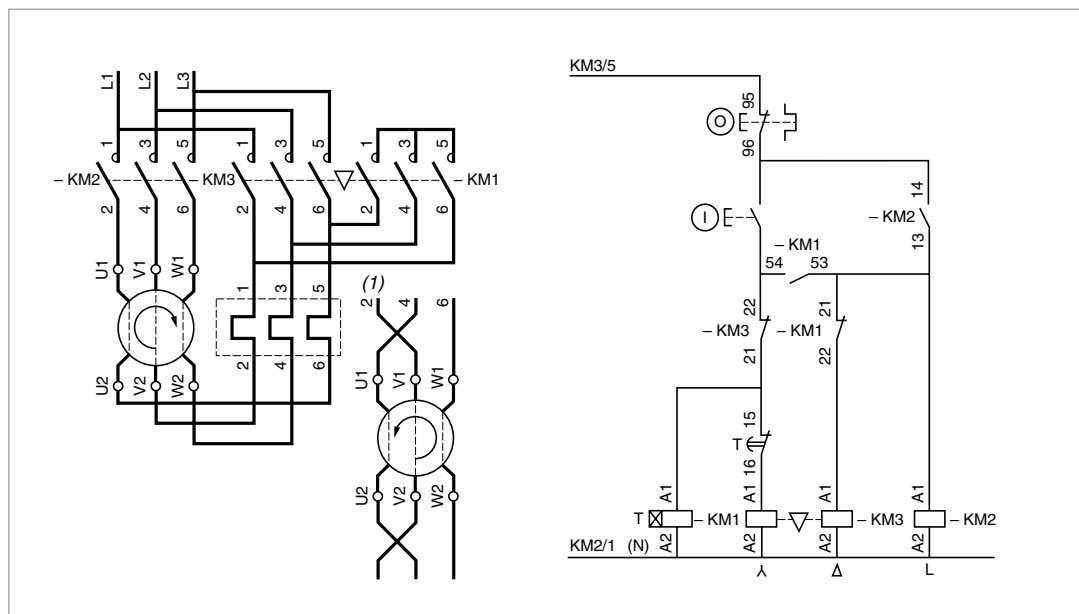 L1 L2 L3
1 3 5 1 3 5 1 3 5
– KM2 – KM3 – KM1
2 4 6 2 4 6 2 4 6
U1 V1 W1
1 3 5
2 4 6
U2 V2 W2
(1)
2 4 6
U1 V1 W1
U2 V2 W2
KM3/5
95
O
96
14
I
– KM2
13
– KM1
54 53
22 21
– KM3 – KM1
21 22
15
T
16
A1 A1 A1 A1
T – KM1 – KM3 – KM2
A2 A2 A2 A2
KM2/1 (N)
Δ L